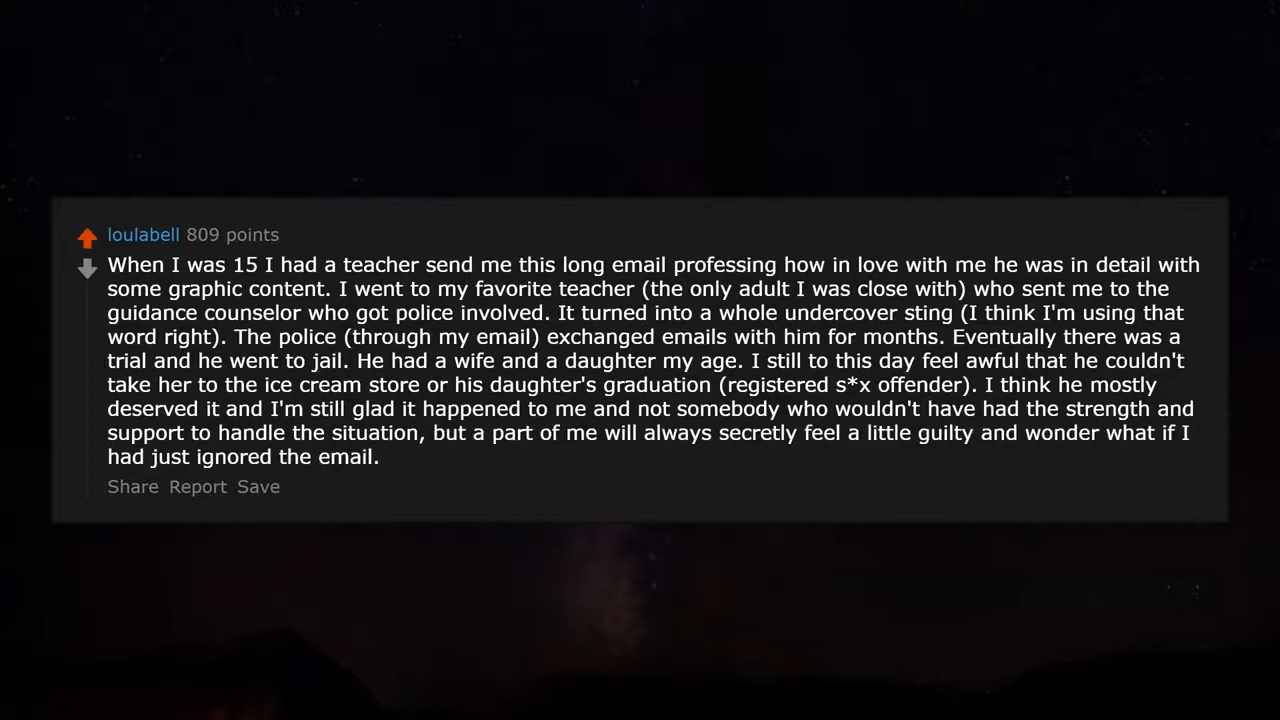 loulabell 809 points
When I was 15 I had a teacher send me this long email professing how in love with me he was in detail with
some graphic content. I went to my favorite teacher (the only adult I was close with) who sent me to the
guidance counselor who got police involved. It turned into a whole undercover sting (I think I'm using that
word right). The police (through my email) exchanged emails with him for months. Eventually there was a
trial and he went to jail. He had a wife and a daughter my age. I still to this day feel awful that he couldn't
take her to the ice cream store or his daughter's graduation (registered s*x offender). I think he mostly
deserved it and I'm still glad it happened to me and not somebody who wouldn't have had the strength and
support to handle the situation, but a part of me will always secretly feel a little guilty and wonder what if I
had just ignored the email.
Share Report Save